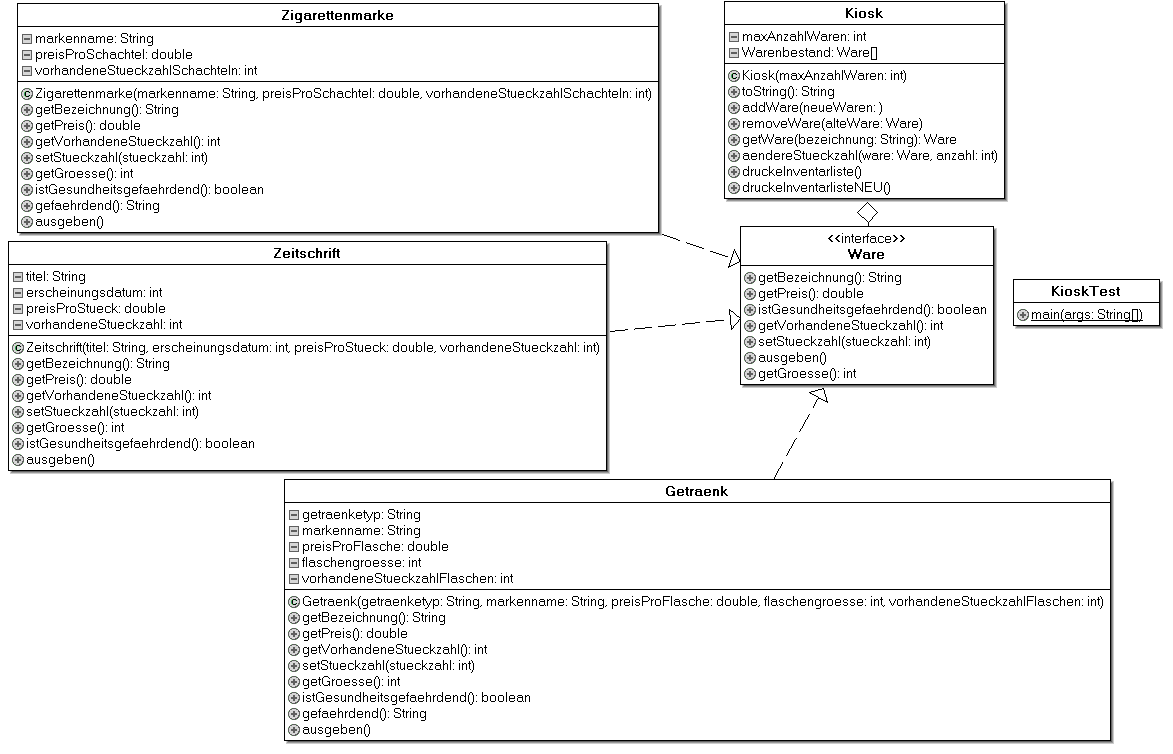 Zigarettenmarke
markenname: String
preisProSchachtel: double
vorhandeneStueckzahlSchachteln: int
Zigarettenmarke(markenname: String, preisProSchachtel: double, vorhandeneStueckzahlSchachteln: int)
getBezeichnung(): String
getPreis(): double
getVorhandeneStueckzahl(): int
setStueckzahl(stueckzahl: int)
getGroesse(): int
istGesundheitsgefaehrdend(): boolean
gefaehrdend(): String
ausgeben()
Kiosk
maxAnzahlWaren: int
Warenbestand: Ware[]
Kiosk(maxAnzahlWaren: int)
toString(): String
addWare(neueWaren: )
removeWare(alteWare: Ware)
getWare(bezeichnung: String): Ware
aendereStueckzahl(ware: Ware, anzahl: int)
druckeInventarliste()
druckeInventarlisteNEU()
Zeitschrift
titel: String
erscheinungsdatum: int
preisProStueck: double
vorhandeneStueckzahl: int
Zeitschrift(titel: String, erscheinungsdatum: int, preisProStueck: double, vorhandeneStueckzahl: int)
getBezeichnung(): String
getPreis(): double
getVorhandeneStueckzahl(): int
setStueckzahl(stueckzahl: int)
getGroesse(): int
istGesundheitsgefaehrdend(): boolean
ausgeben()
<<interface>>
Ware
getBezeichnung(): String
getPreis(): double
istGesundheitsgefaehrdend(): boolean
getVorhandeneStueckzahl(): int
setStueckzahl(stueckzahl: int)
ausgeben()
getGroesse(): int
KioskTest
main(args: String[])
Getraenk
getraenketyp: String
markenname: String
preisProFlasche: double
flaschengroesse: int
vorhandeneStueckzahlFlaschen: int
Getraenk(getraenketyp: String, markenname: String, preisProFlasche: double, flaschengroesse: int, vorhandeneStueckzahlFlaschen: int)
getBezeichnung(): String
getPreis(): double
getVorhandeneStueckzahl(): int
setStueckzahl(stueckzahl: int)
getGroesse(): int
istGesundheitsgefaehrdend(): boolean
gefaehrdend(): String
ausgeben()